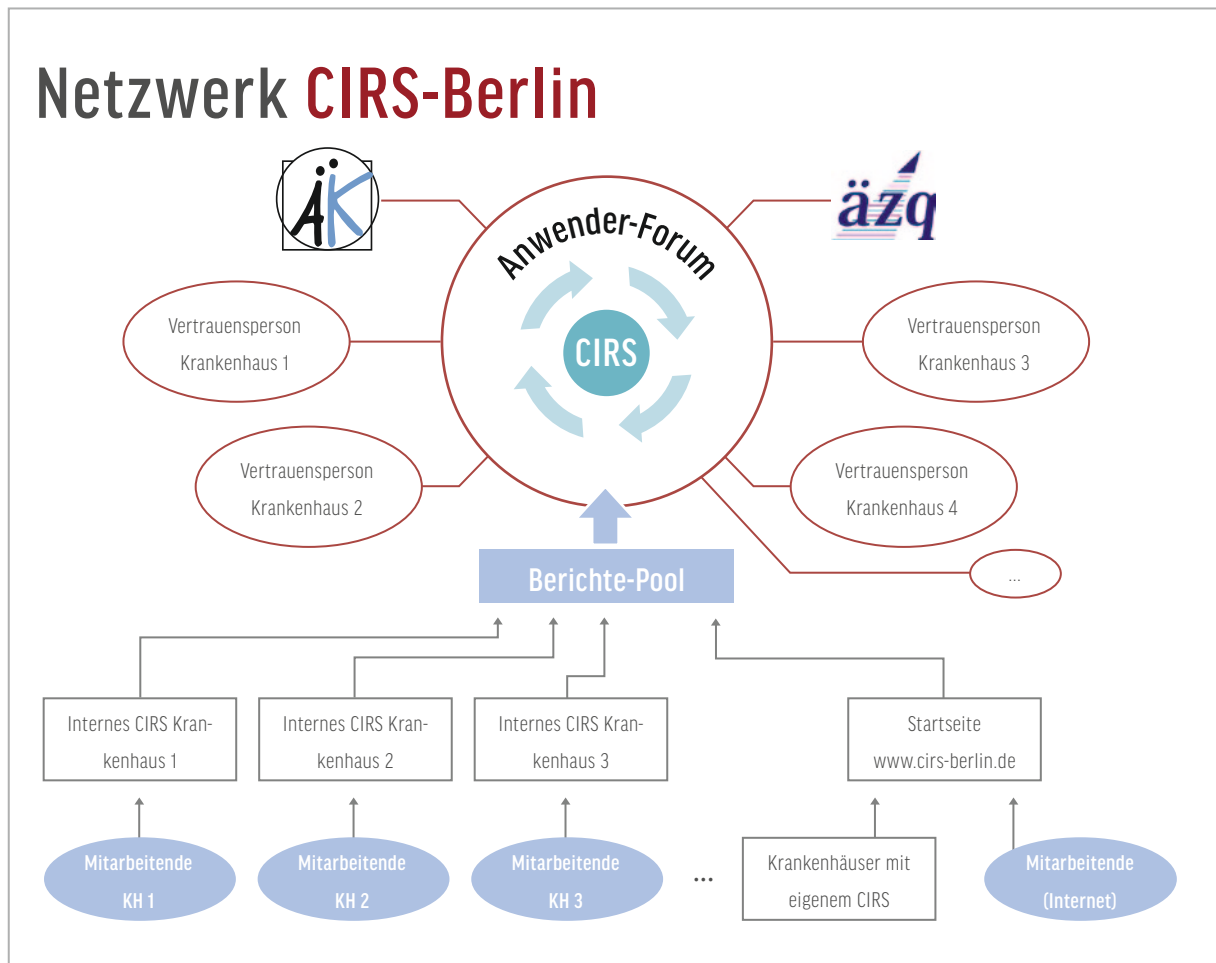 Netzwerk CIRS-Berlin
ÄK
äzq
Anwender-Forum
CIRS
Vertrauensperson
Krankenhaus 1
Vertrauensperson
Krankenhaus 3
Vertrauensperson
Krankenhaus 2
Vertrauensperson
Krankenhaus 4
...
Berichte-Pool
Internes CIRS Kran-
kenhaus 1
Internes CIRS Kran-
kenhaus 2
Internes CIRS Kran-
kenhaus 3
Startseite
www.cirs-berlin.de
Mitarbeitende
KH 1
Mitarbeitende
KH 2
Mitarbeitende
KH 3
...
Krankenhäuser mit
eigenem CIRS
Mitarbeitende
(Internet)